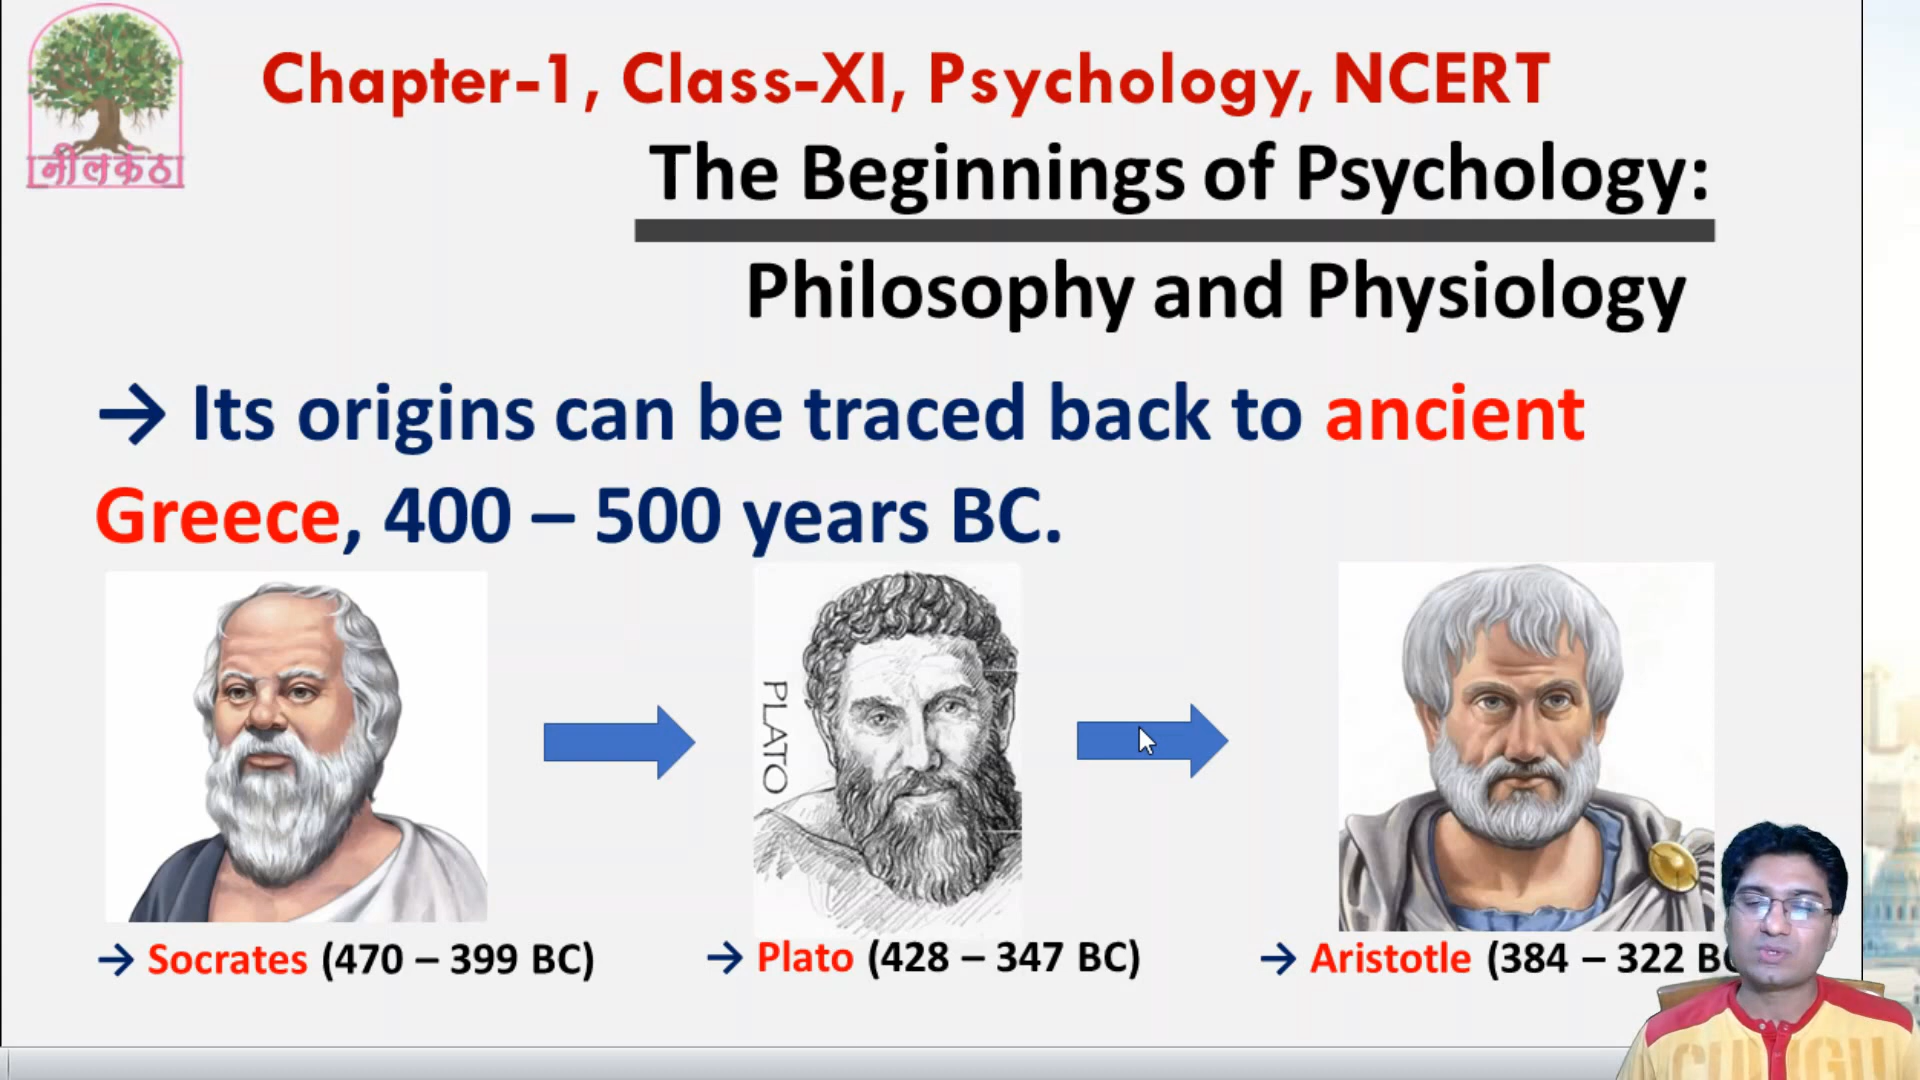 नीलकंठ
Chapter-1, Class-XI, Psychology, NCERT
The Beginnings of Psychology:
Philosophy and Physiology
→ Its origins can be traced back to ancient
Greece, 400 – 500 years BC.
PLATO
→ Socrates (470 – 399 BC)
→ Plato (428 – 347 BC)
→ Aristotle (384 – 322